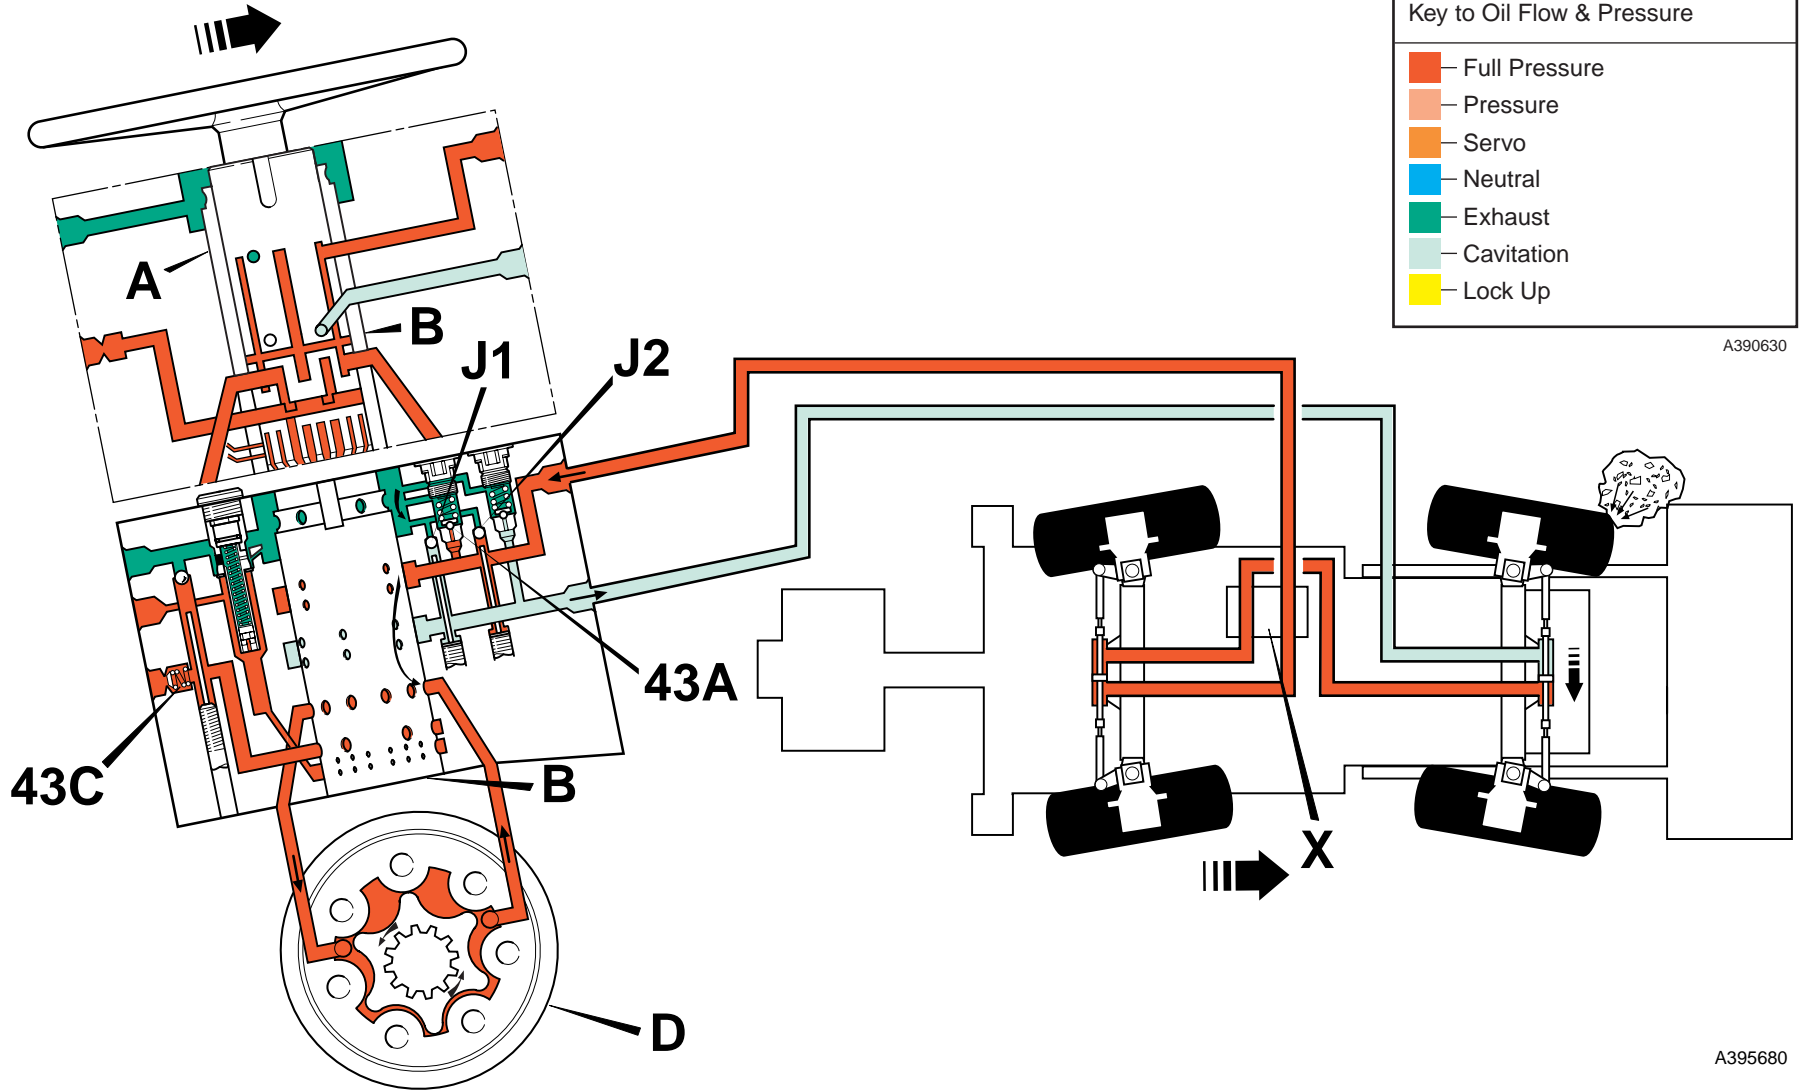 Key to Oil Flow & Pressure
Full Pressure
Pressure
Servo
Neutral
Exhaust
Cavitation
Lock Up
A390630
A
B
J1
J2
43A
43C
B
X
D
A395680